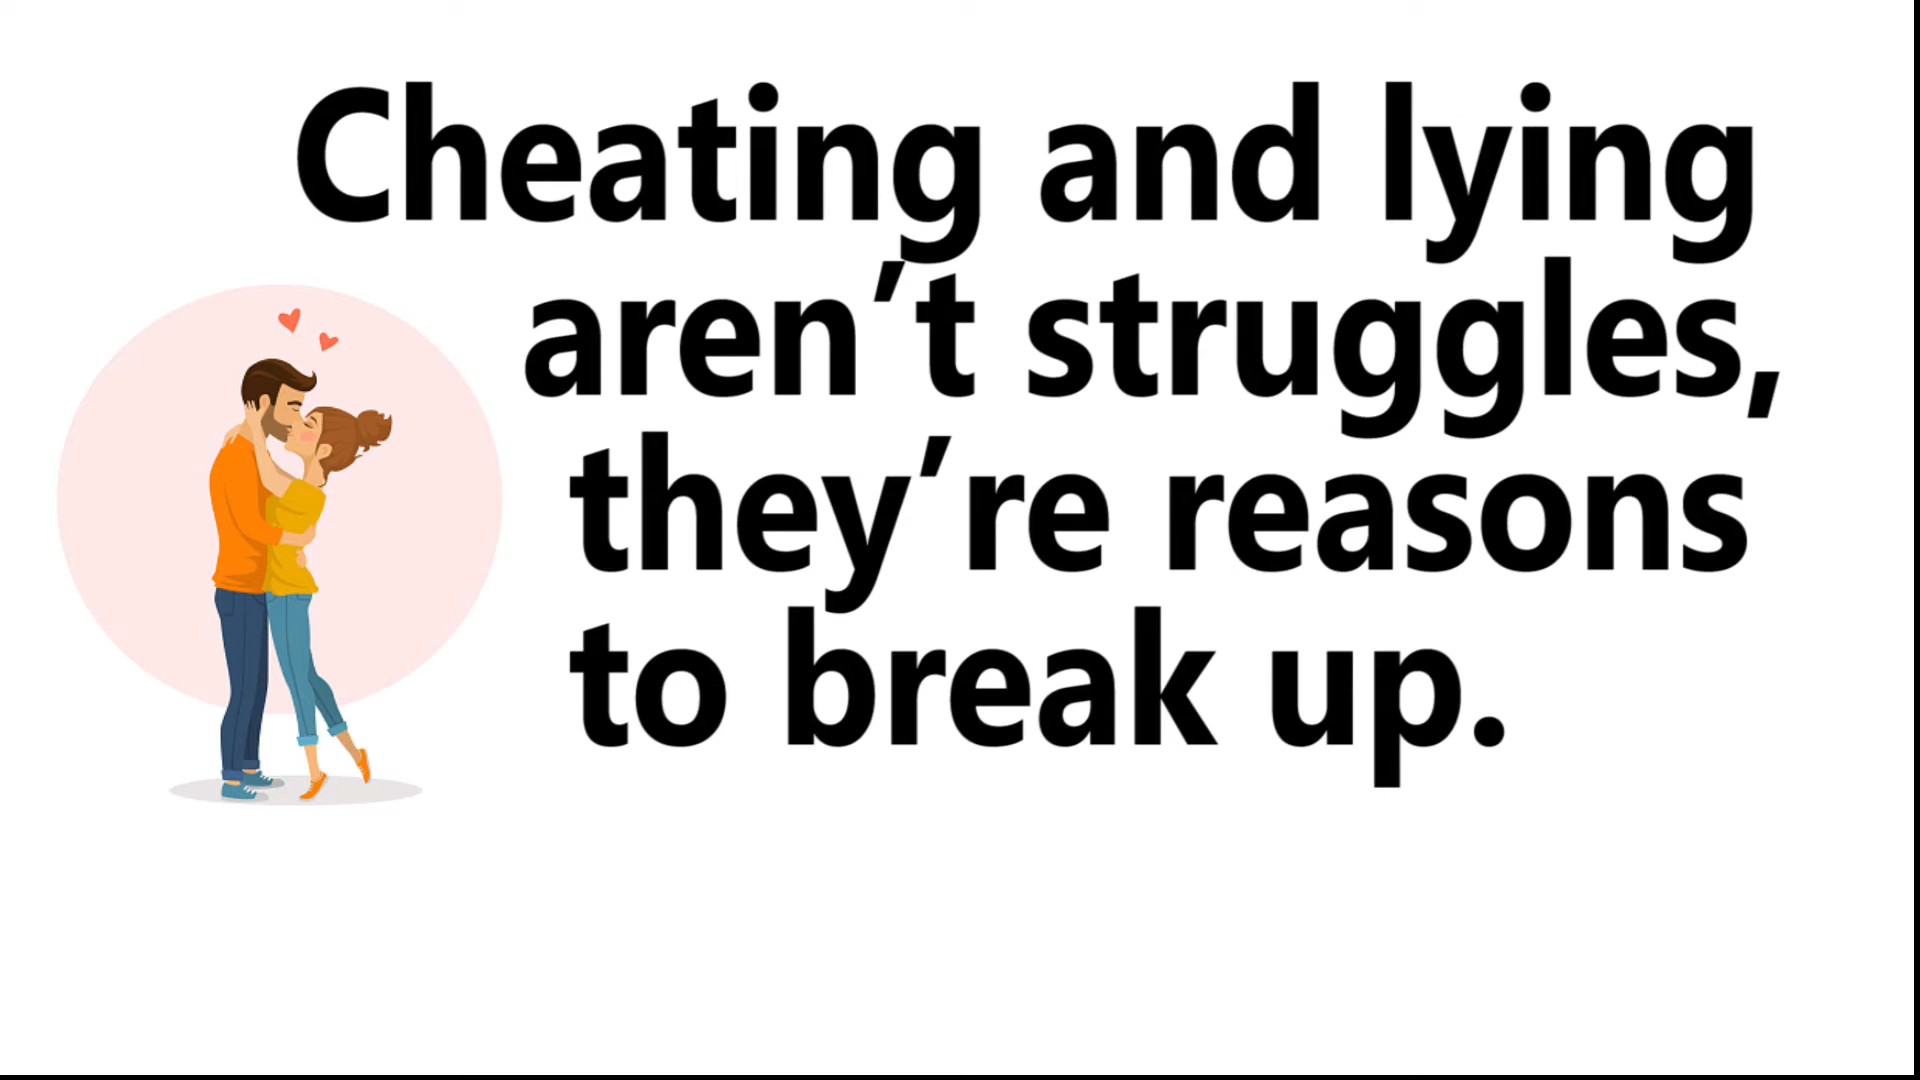 Cheating and lying
aren’t struggles,
they’re reasons
to break up.